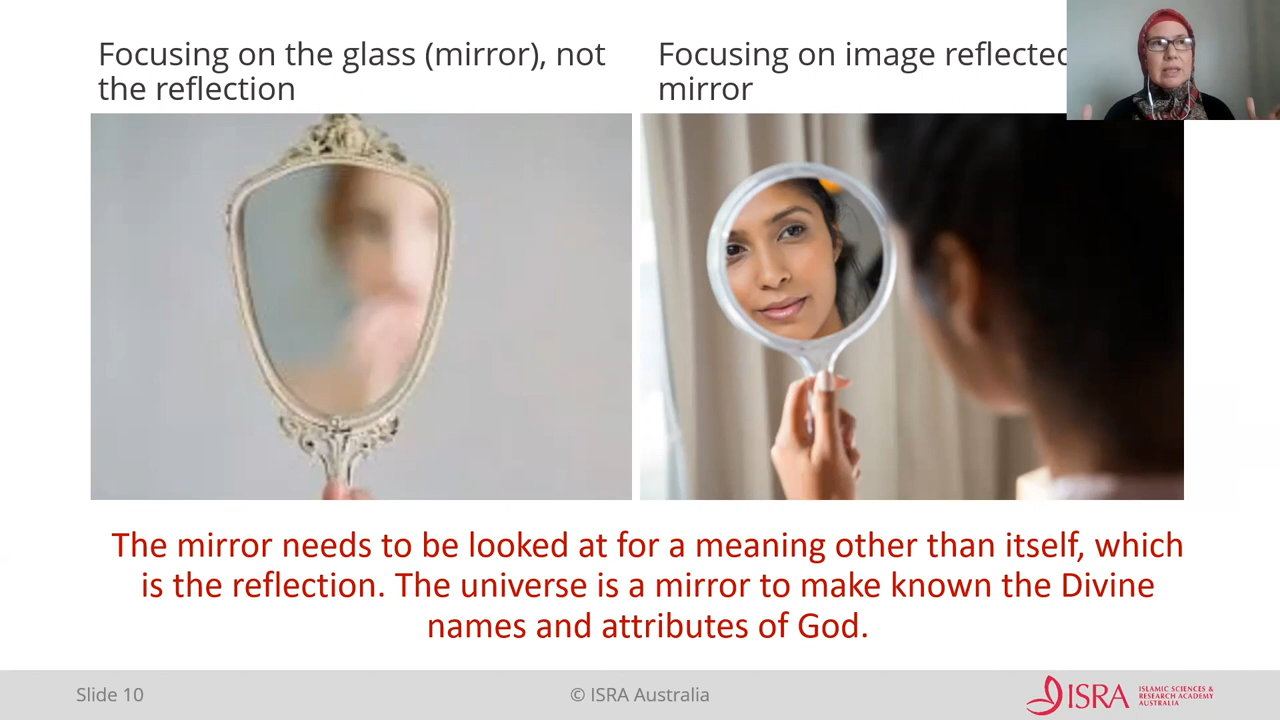 Focusing on the glass (mirror), not
the reflection
Focusing on image reflected
mirror
The mirror needs to be looked at for a meaning other than itself, which
is the reflection. The universe is a mirror to make known the Divine
names and attributes of God.
Slide 10
© ISRA Australia
ISRA
ISLAMIC SCIENCES &
RESEARCH ACADEMY
AUSTRALIA